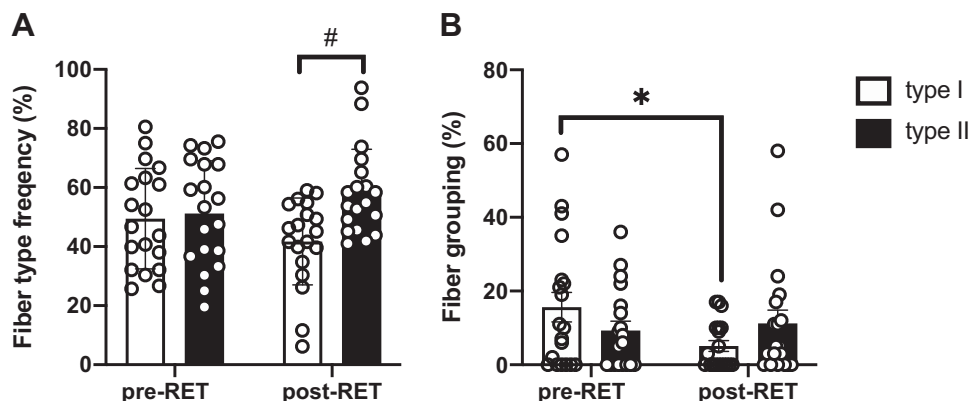 A
Fiber type freqency (%)
100
80
60
40
20
0
#
pre-RET
post-RET
B
Fiber grouping (%)
80
60
40
20
0
*
pre-RET
post-RET
type I
type II